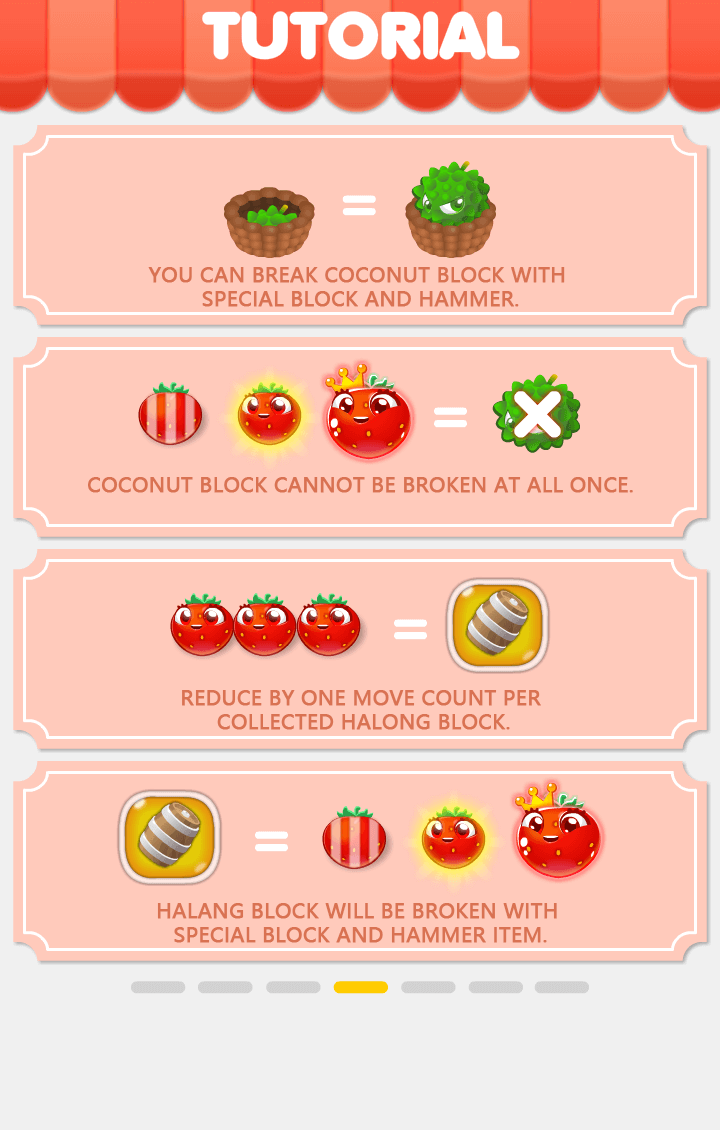 TUTORIAL
YOU CAN BREAK COCONUT BLOCK WITH
SPECIAL BLOCK AND HAMMER.
COCONUT BLOCK CANNOT BE BROKEN AT ALL ONCE.
REDUCE BY ONE MOVE COUNT PER
COLLECTED HALONG BLOCK.
HALANG BLOCK WILL BE BROKEN WITH
SPECIAL BLOCK AND HAMMER ITEM.